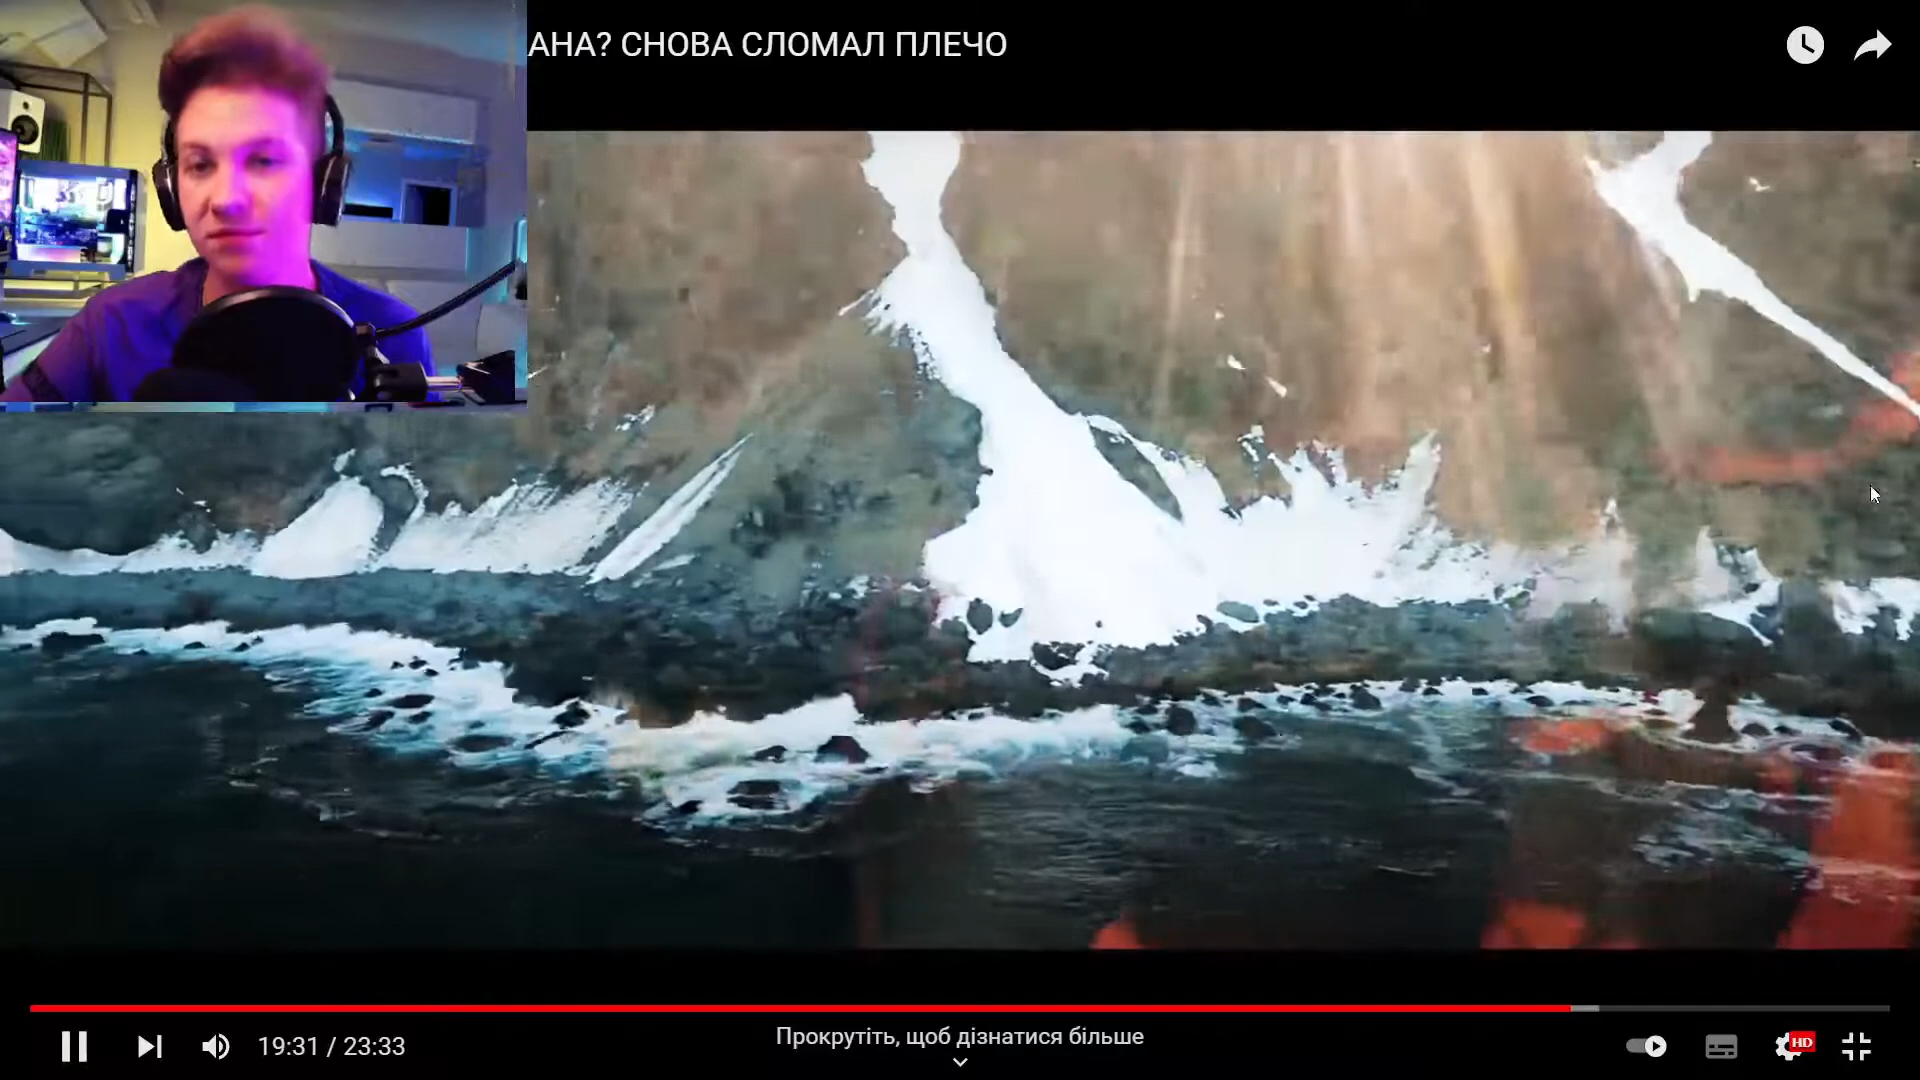 АНА? СНОВА СЛОМАЛ ПЛЕЧО
19:31 / 23:33
Прокрутіть, щоб дізнатися більше
HD